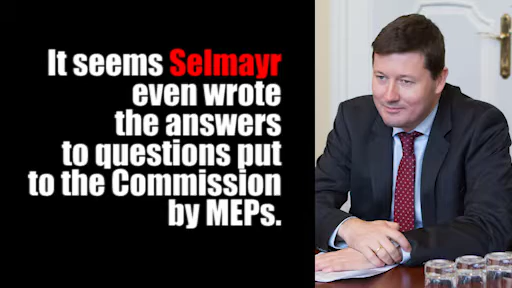 It seems Selmayr
even wrote
the answers
to questions put
to the Commission
by MEPs.